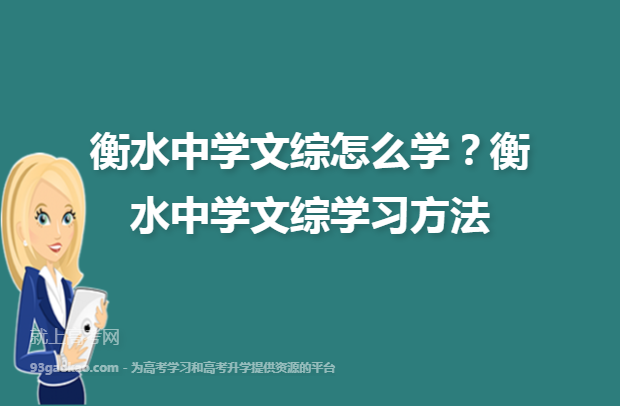 衡水中学文综怎么学？衡
水中学文综学习方法
就上高考网
93gaokao.com - 为高考学习和高考升学提供资源的平台